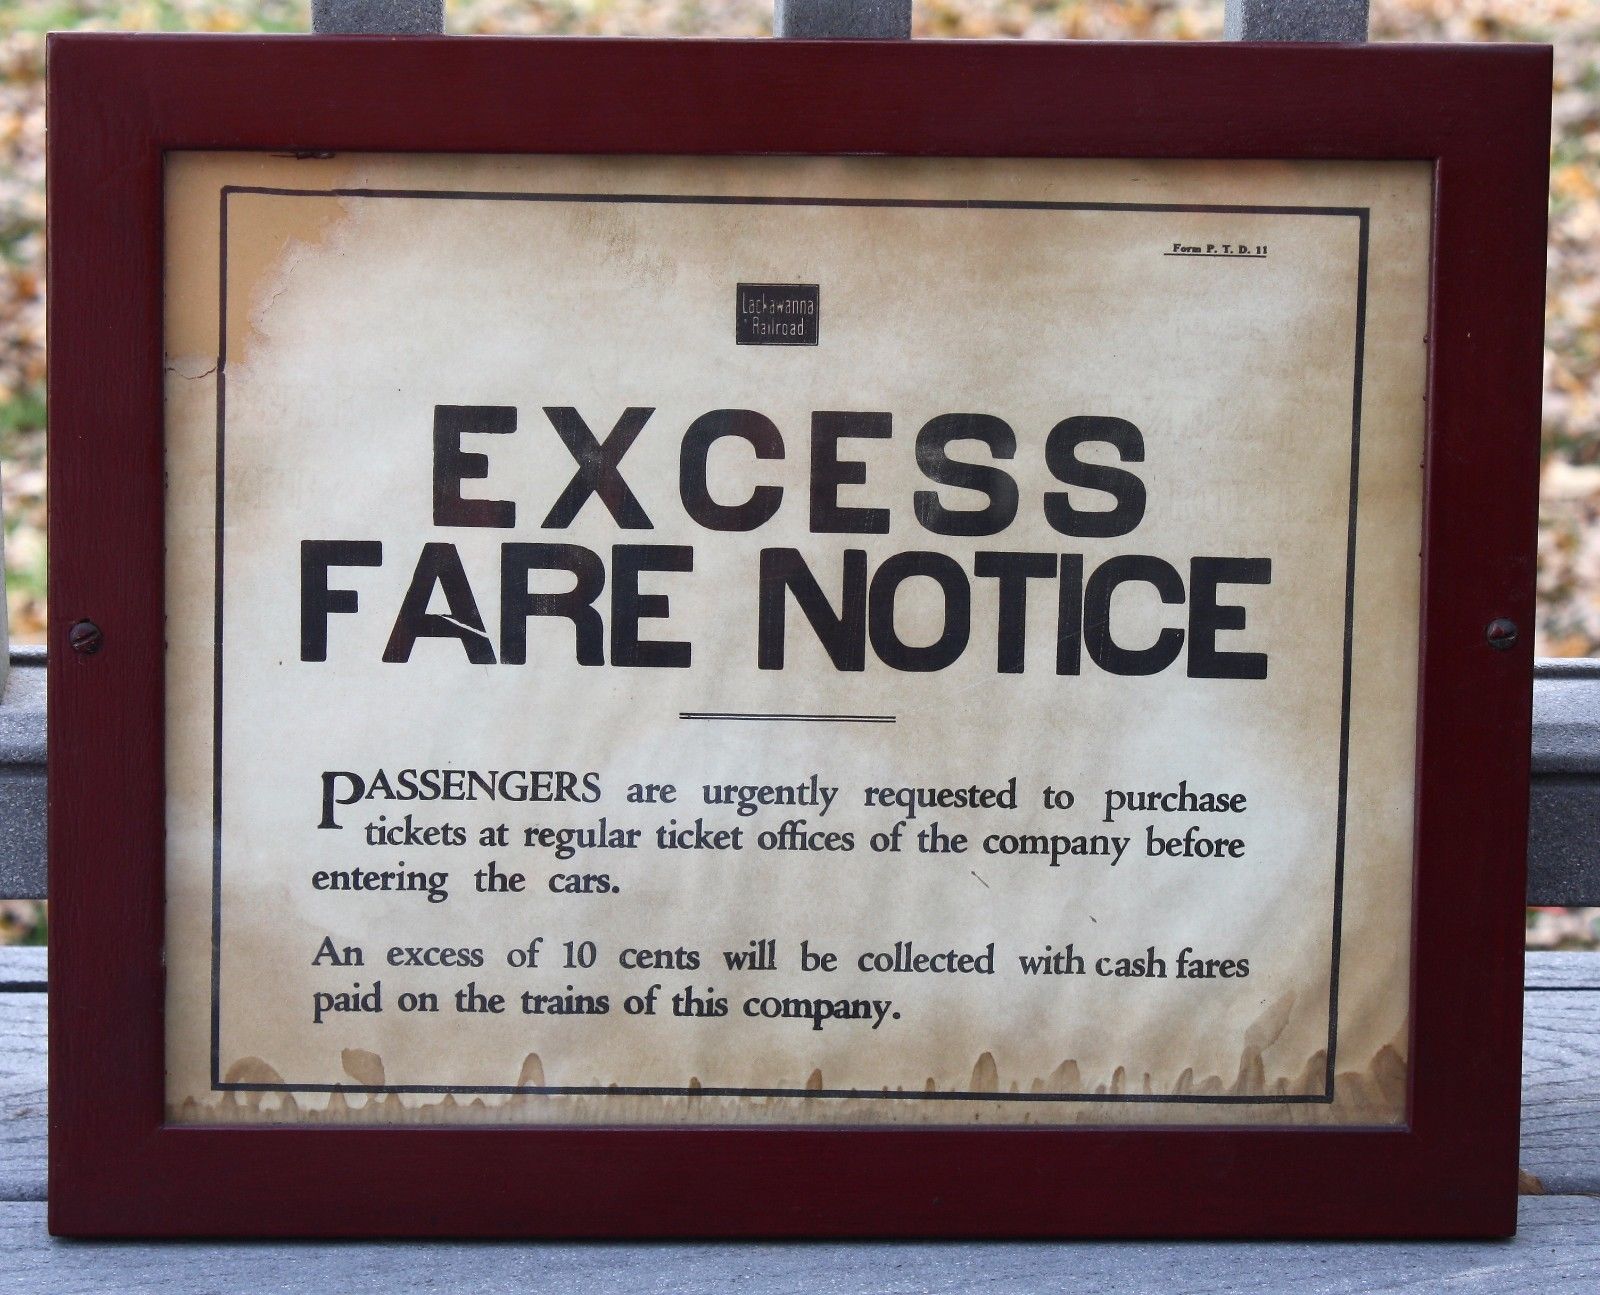 Form P. T. D. 11
Lackawanna
Railroad
EXCESS
FARE NOTICE
PASSENGERS are urgently requested to purchase
tickets at regular ticket offices of the company before
entering the cars.
An excess of 10 cents will be collected with cash fares
paid on the trains of this company.